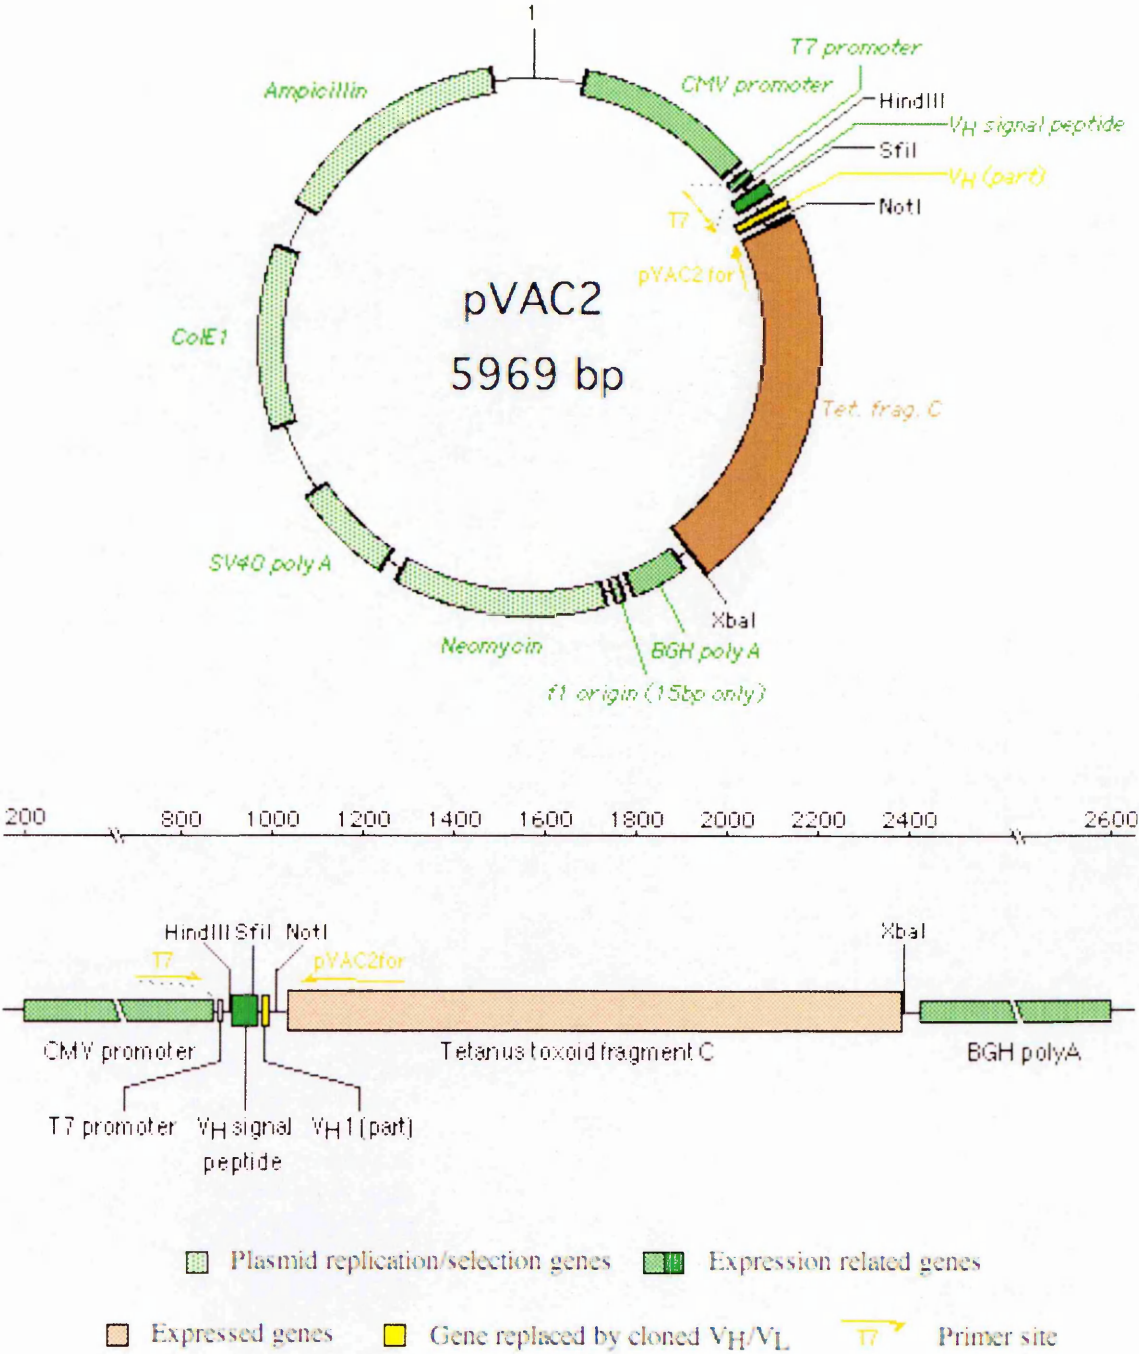 1
T7 promoter
CMV promoter
Ampicillin
HindIII
VH signal peptide
SfiI
VH (part)
NotI
T7
pVAC2 for
pVAC2
5969 bp
ColE1
Tet. frag. C
SV40 poly A
XbaI
Neomycin
BGH poly A
f1 origin (15bp only)
200 800 1000 1200 1400 1600 1800 2000 2200 2400 2600
HindIII SfiI NotI XbaI
T7 pVAC2for
CMV promoter Tetanus toxoid fragment C BGH polyA
T7 promoter VH signal peptide VH1 (part)
Plasmid replication/selection genes Expression related genes
Expressed genes Gene replaced by cloned VH/VL T7 Primer site